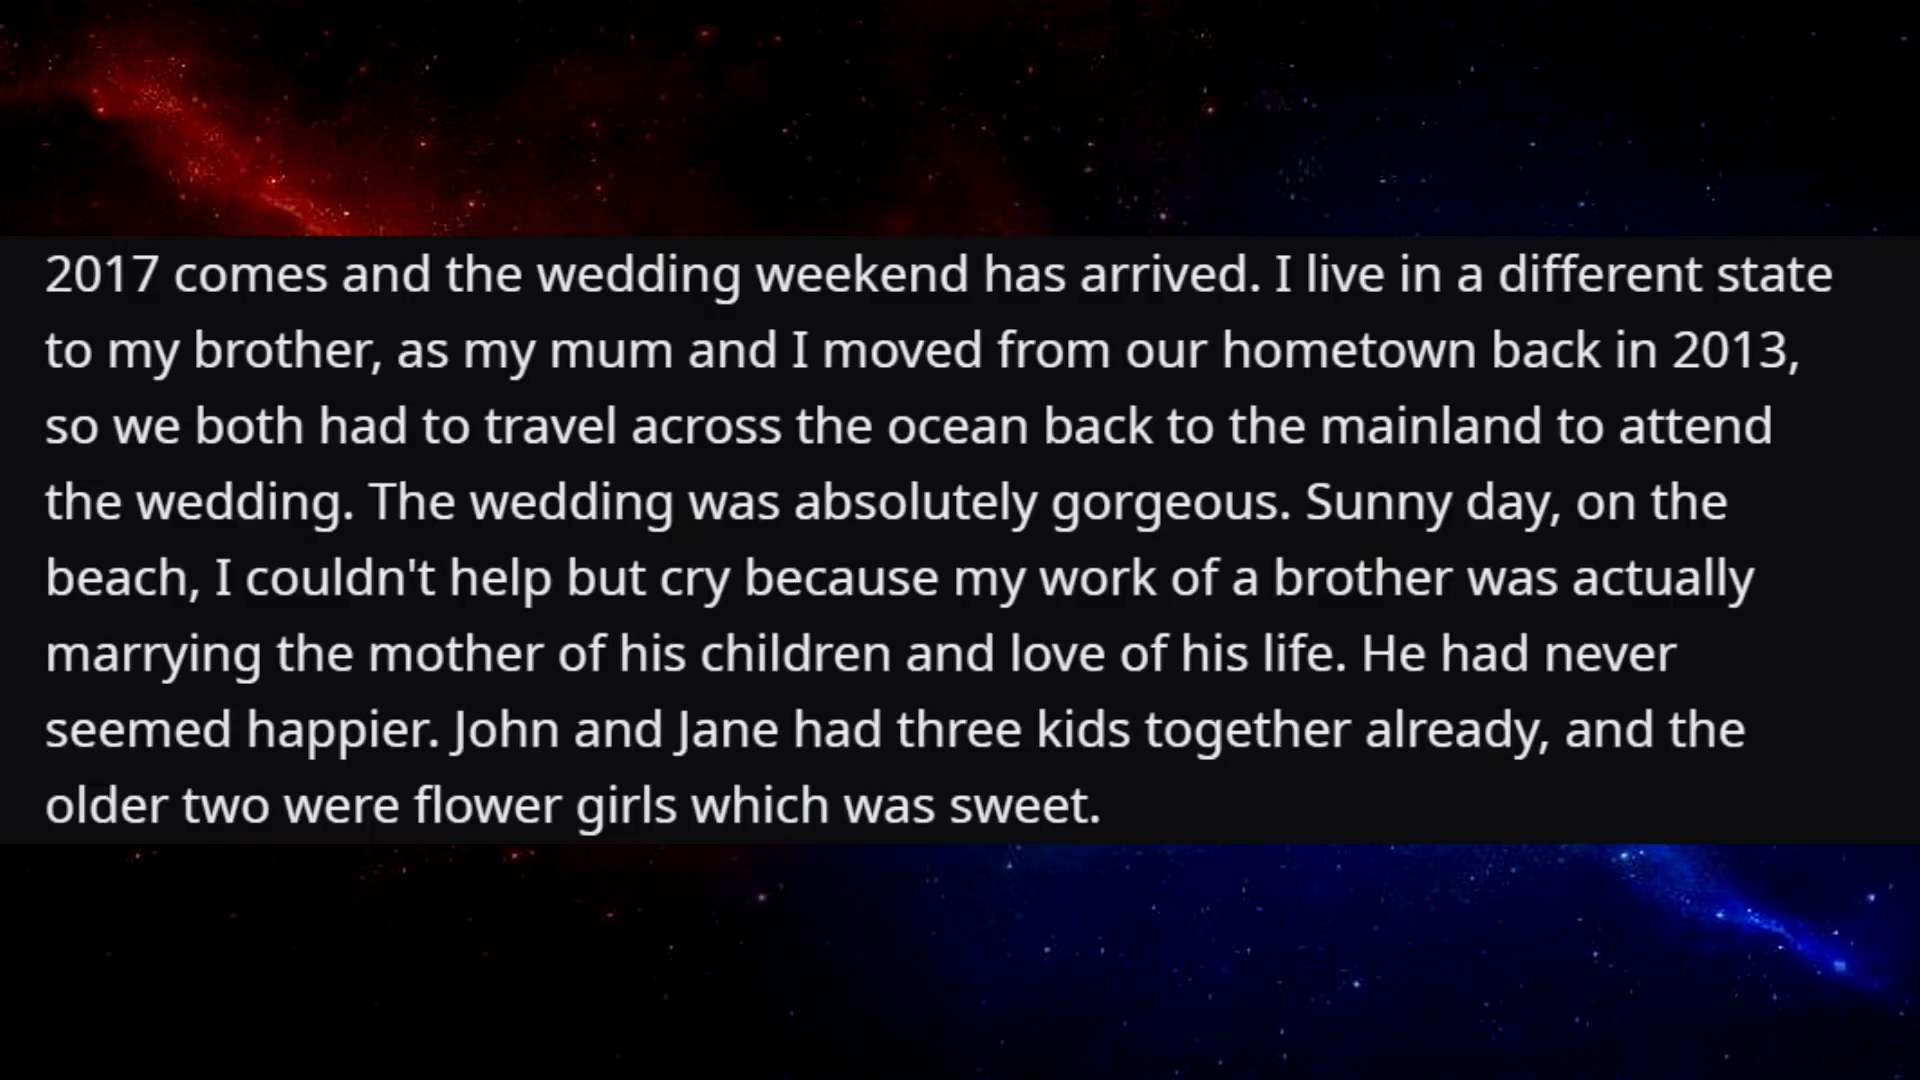 2017 comes and the wedding weekend has arrived. I live in a different state
to my brother, as my mum and I moved from our hometown back in 2013,
so we both had to travel across the ocean back to the mainland to attend
the wedding. The wedding was absolutely gorgeous. Sunny day, on the
beach, I couldn't help but cry because my work of a brother was actually
marrying the mother of his children and love of his life. He had never
seemed happier. John and Jane had three kids together already, and the
older two were flower girls which was sweet.